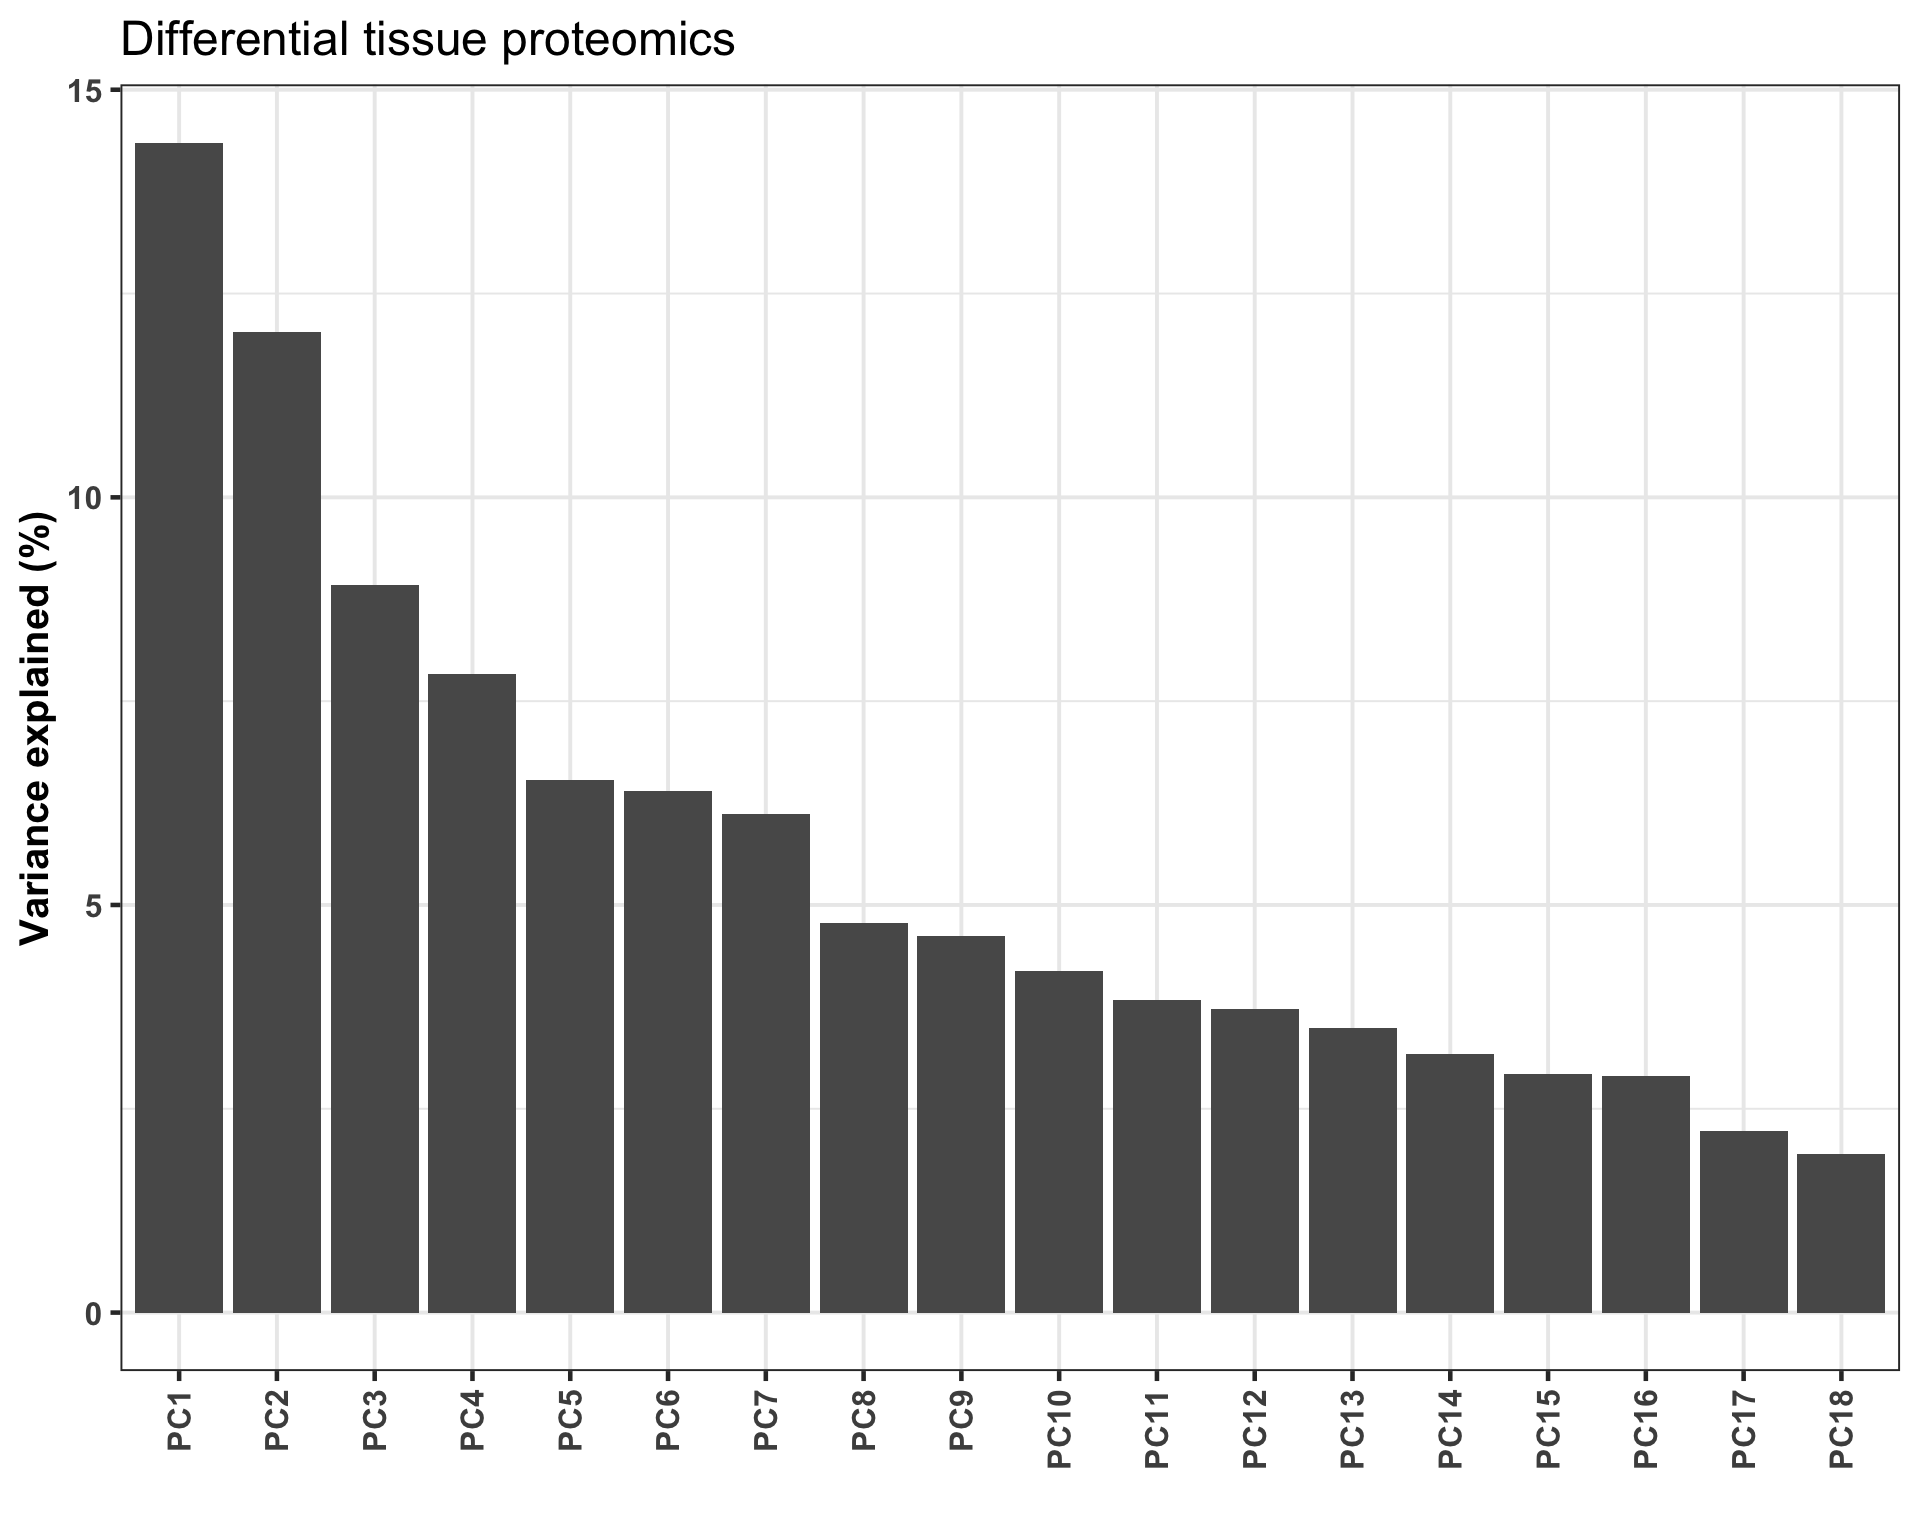 Differential tissue proteomics
Variance explained (%)
15
10
5
0
PC1
PC2
PC3
PC4
PC5
PC6
PC7
PC8
PC9
PC10
PC11
PC12
PC13
PC14
PC15
PC16
PC17
PC18